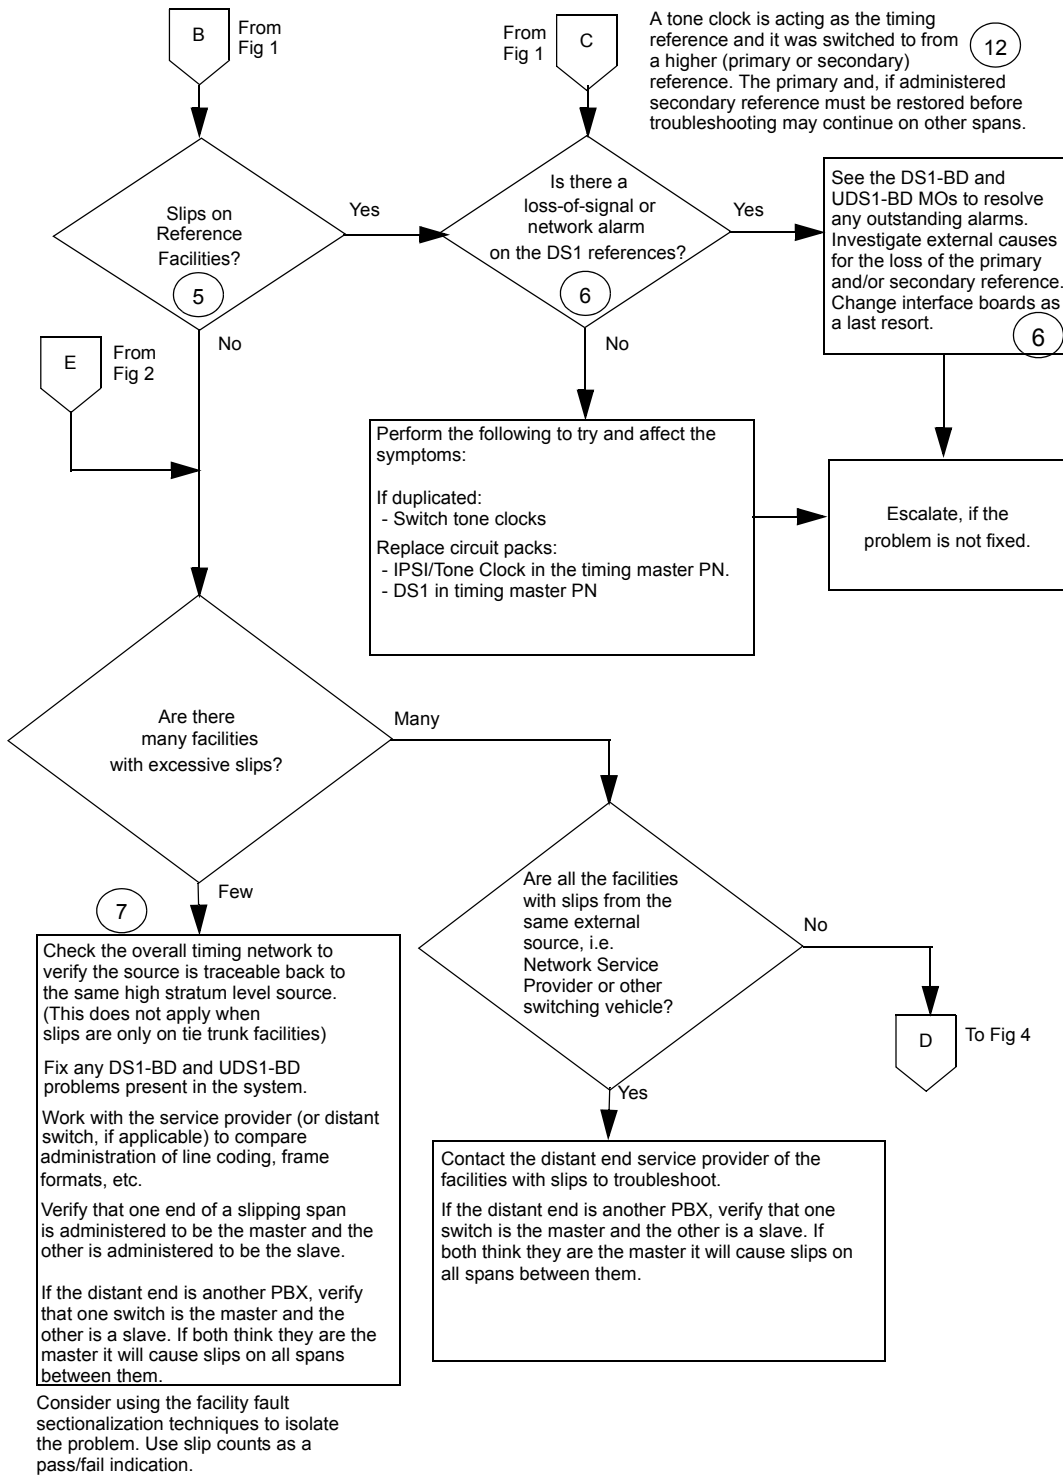 B
From
Fig 1
From
Fig 1
C
A tone clock is acting as the timing
reference and it was switched to from
a higher (primary or secondary)
reference. The primary and, if administered
secondary reference must be restored before
troubleshooting may continue on other spans.
12
Slips on
Reference
Facilities?
5
Yes
No
Is there a
loss-of-signal or
network alarm
on the DS1 references?
6
Yes
No
See the DS1-BD and
UDS1-BD MOs to resolve
any outstanding alarms.
Investigate external causes
for the loss of the primary
and/or secondary reference.
Change interface boards as
a last resort.
6
E
From
Fig 2
Perform the following to try and affect the
symptoms:
If duplicated:
- Switch tone clocks
Replace circuit packs:
- IPSI/Tone Clock in the timing master PN.
- DS1 in timing master PN
Escalate, if the
problem is not fixed.
Are there
many facilities
with excessive slips?
Many
Few
7
Check the overall timing network to
verify the source is traceable back to
the same high stratum level source.
(This does not apply when
slips are only on tie trunk facilities)
Fix any DS1-BD and UDS1-BD
problems present in the system.
Work with the service provider (or distant
switch, if applicable) to compare
administration of line coding, frame
formats, etc.
Verify that one end of a slipping span
is administered to be the master and the
other is administered to be the slave.
If the distant end is another PBX, verify
that one switch is the master and the
other is a slave. If both think they are the
master it will cause slips on all spans
between them.
Consider using the facility fault
sectionalization techniques to isolate
the problem. Use slip counts as a
pass/fail indication.
Are all the facilities
with slips from the
same external
source, i.e.
Network Service
Provider or other
switching vehicle?
No
Yes
D
To Fig 4
Contact the distant end service provider of the
facilities with slips to troubleshoot.
If the distant end is another PBX, verify that one
switch is the master and the other is a slave. If
both think they are the master it will cause slips on
all spans between them.